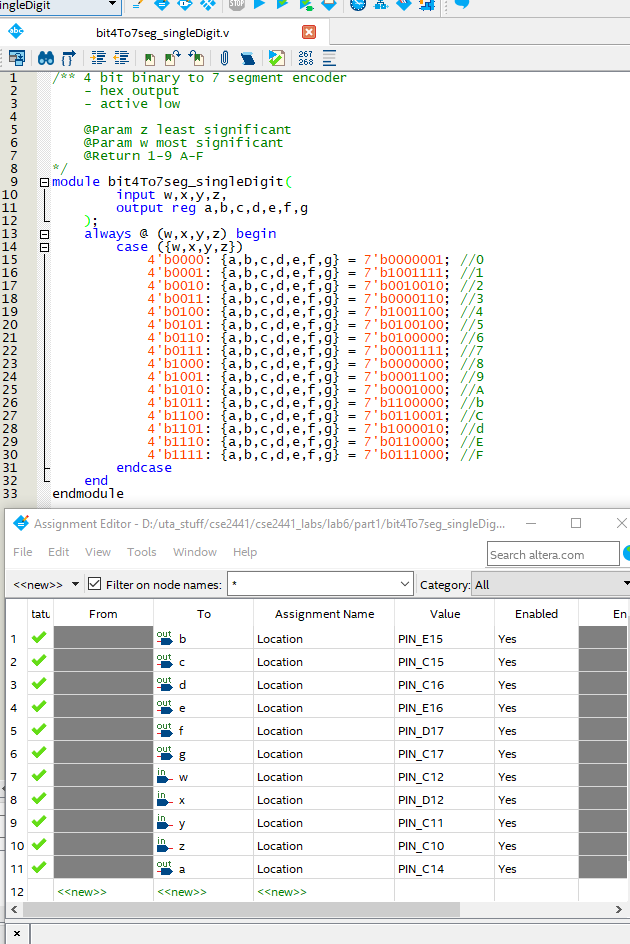 ngleDigit
bit4To7seg_singleDigit.v
267
268
1 /** 4 bit binary to 7 segment encoder
2 - hex output
3 - active low
4
5 @Param z least significant
6 @Param w most significant
7 @Return 1-9 A-F
8 */
9 module bit4To7seg_singleDigit(
10 input w,x,y,z,
11 output reg a,b,c,d,e,f,g
12 );
13 always @ (w,x,y,z) begin
14 case ({w,x,y,z})
15 4'b0000: {a,b,c,d,e,f,g} = 7'b0000001; //0
16 4'b0001: {a,b,c,d,e,f,g} = 7'b1001111; //1
17 4'b0010: {a,b,c,d,e,f,g} = 7'b0010010; //2
18 4'b0011: {a,b,c,d,e,f,g} = 7'b0000110; //3
19 4'b0100: {a,b,c,d,e,f,g} = 7'b1001100; //4
20 4'b0101: {a,b,c,d,e,f,g} = 7'b0100100; //5
21 4'b0110: {a,b,c,d,e,f,g} = 7'b0100000; //6
22 4'b0111: {a,b,c,d,e,f,g} = 7'b0001111; //7
23 4'b1000: {a,b,c,d,e,f,g} = 7'b0000000; //8
24 4'b1001: {a,b,c,d,e,f,g} = 7'b0001100; //9
25 4'b1010: {a,b,c,d,e,f,g} = 7'b0001000; //A
26 4'b1011: {a,b,c,d,e,f,g} = 7'b1100000; //b
27 4'b1100: {a,b,c,d,e,f,g} = 7'b0110001; //C
28 4'b1101: {a,b,c,d,e,f,g} = 7'b1000010; //d
29 4'b1110: {a,b,c,d,e,f,g} = 7'b0110000; //E
30 4'b1111: {a,b,c,d,e,f,g} = 7'b0111000; //F
31 endcase
32 end
33 endmodule
Assignment Editor - D:/uta_stuff/cse2441/cse2441_labs/lab6/part1/bit4To7seg_singleDig...
File Edit View Tools Window Help Search altera.com
<<new>> Filter on node names: * Category: All
tatu From To Assignment Name Value Enabled En
1 out b Location PIN_E15 Yes
2 out c Location PIN_C15 Yes
3 out d Location PIN_C16 Yes
4 out e Location PIN_E16 Yes
5 out f Location PIN_D17 Yes
6 out g Location PIN_C17 Yes
7 in w Location PIN_C12 Yes
8 in x Location PIN_D12 Yes
9 in y Location PIN_C11 Yes
10 in z Location PIN_C10 Yes
11 out a Location PIN_C14 Yes
12 <<new>> <<new>> <<new>>